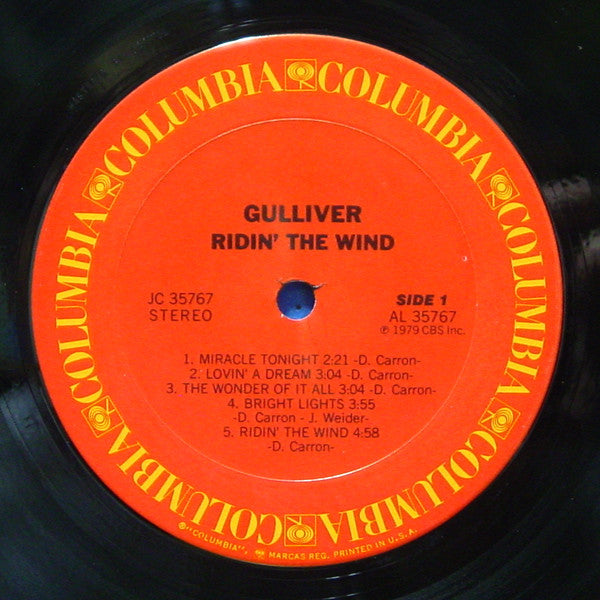 COLUMBIA COLUMBIA COLUMBIA COLUMBIA COLUMBIA COLUMBIA
GULLIVER
RIDIN' THE WIND
JC 35767
STEREO
SIDE 1
AL 35767
℗ 1979 CBS Inc.
1. MIRACLE TONIGHT 2:21 -D. Carron-
2. LOVIN' A DREAM 3:04 -D. Carron-
3. THE WONDER OF IT ALL 3:04 -D. Carron-
4. BRIGHT LIGHTS 3:55
-D. Carron - J. Weider-
5. RIDIN' THE WIND 4:58
-D. Carron-
®"COLUMBIA", MARCAS REG. PRINTED IN U.S.A.